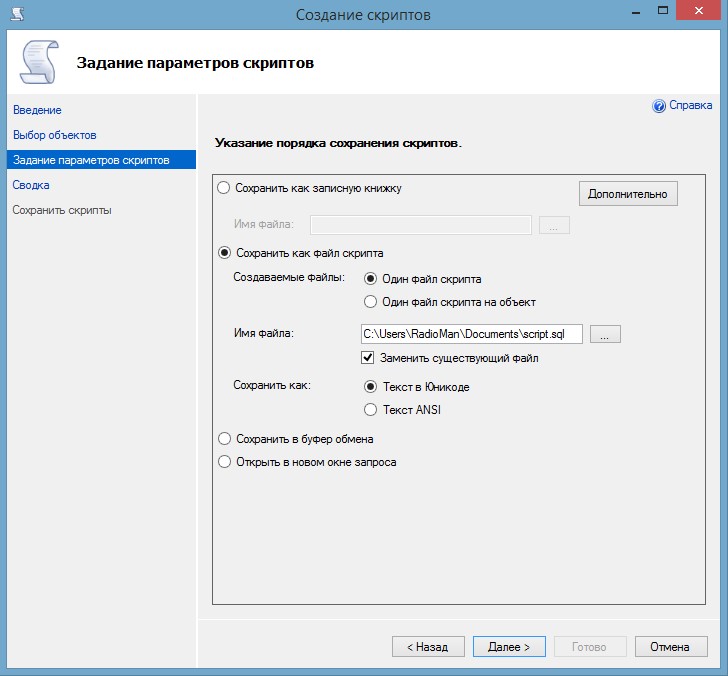 Создание скриптов
Задание параметров скриптов
Введение
Выбор объектов
Задание параметров скриптов
Сводка
Сохранить скрипты
Справка
Указание порядка сохранения скриптов.
Сохранить как записную книжку
Дополнительно
Имя файла:
...
Сохранить как файл скрипта
Создаваемые файлы:
Один файл скрипта
Один файл скрипта на объект
Имя файла:
C:\Users\RadioMan\Documents\script.sql
...
Заменить существующий файл
Сохранить как:
Текст в Юникоде
Текст ANSI
Сохранить в буфер обмена
Открыть в новом окне запроса
< Назад
Далее >
Готово
Отмена